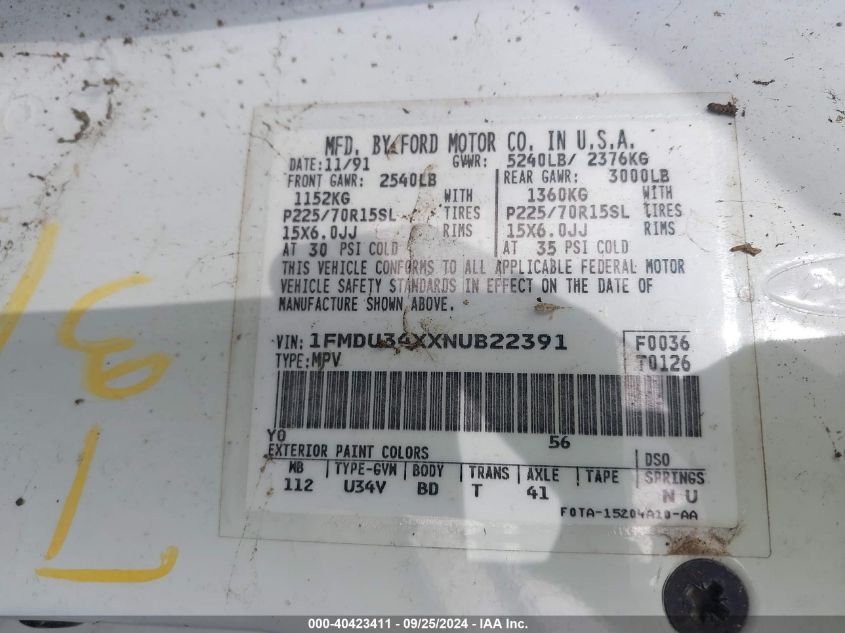 MFD. BY FORD MOTOR CO. IN U.S.A.
DATE: 11/91 GVWR: 5240LB/ 2376KG
FRONT GAWR: 2540LB REAR GAWR: 3000LB
1152KG WITH 1360KG WITH
P225/70R15SL TIRES P225/70R15SL TIRES
15X6.0JJ RIMS 15X6.0JJ RIMS
AT 30 PSI COLD AT 35 PSI COLD
THIS VEHICLE CONFORMS TO ALL APPLICABLE FEDERAL MOTOR
VEHICLE SAFETY STANDARDS IN EFFECT ON THE DATE OF
MANUFACTURE SHOWN ABOVE.
VIN: 1FMDU34XXNUB22391 F0036
TYPE: MPV T0126
YO 56
EXTERIOR PAINT COLORS DSO
WB TYPE-GVW BODY TRANS AXLE TAPE SPRINGS
112 U34V BD T 41 N U
F0TA-15204A10-AA
000-40423411 - 09/25/2024 - COPART INC.